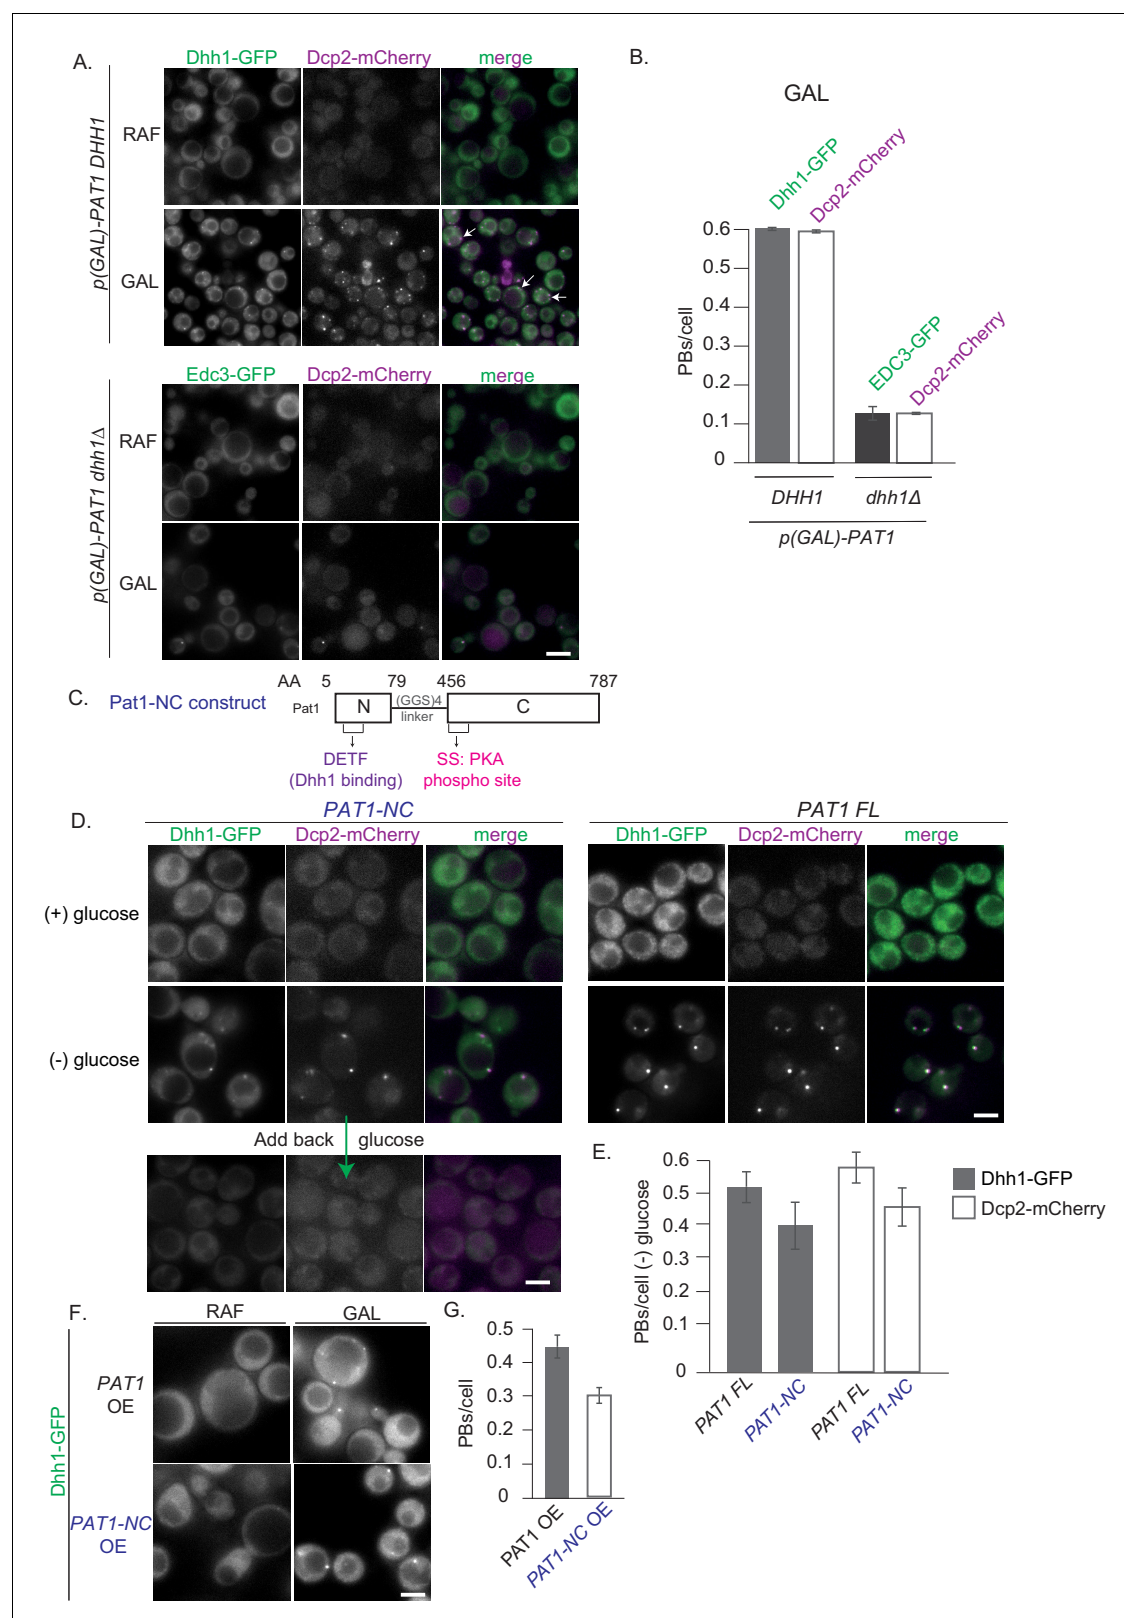 A.
Dhh1-GFP Dcp2-mCherry merge
p(GAL)-PAT1 DHH1
RAF
GAL
Edc3-GFP Dcp2-mCherry merge
p(GAL)-PAT1 dhh1Δ
RAF
GAL
B.
GAL
Dhh1-GFP
Dcp2-mCherry
EDC3-GFP
Dcp2-mCherry
PBs/cell
0.6
0.5
0.4
0.3
0.2
0.1
0
DHH1 dhh1Δ
p(GAL)-PAT1
C.
Pat1-NC construct
AA 5 79 456 787
Pat1 N (GGS)4 C
linker
DETF
(Dhh1 binding)
SS: PKA
phospho site
D.
PAT1-NC PAT1 FL
Dhh1-GFP Dcp2-mCherry merge Dhh1-GFP Dcp2-mCherry merge
(+) glucose
(-) glucose
Add back glucose
E.
PBs/cell (-) glucose
0.6
0.5
0.4
0.3
0.2
0.1
0
PAT1 FL
PAT1-NC
PAT1 FL
PAT1-NC
Dhh1-GFP
Dcp2-mCherry
F.
RAF GAL
Dhh1-GFP
PAT1
OE
PAT1-NC
OE
G.
PBs/cell
0.5
0.4
0.3
0.2
0.1
0
PAT1 OE
PAT1-NC OE